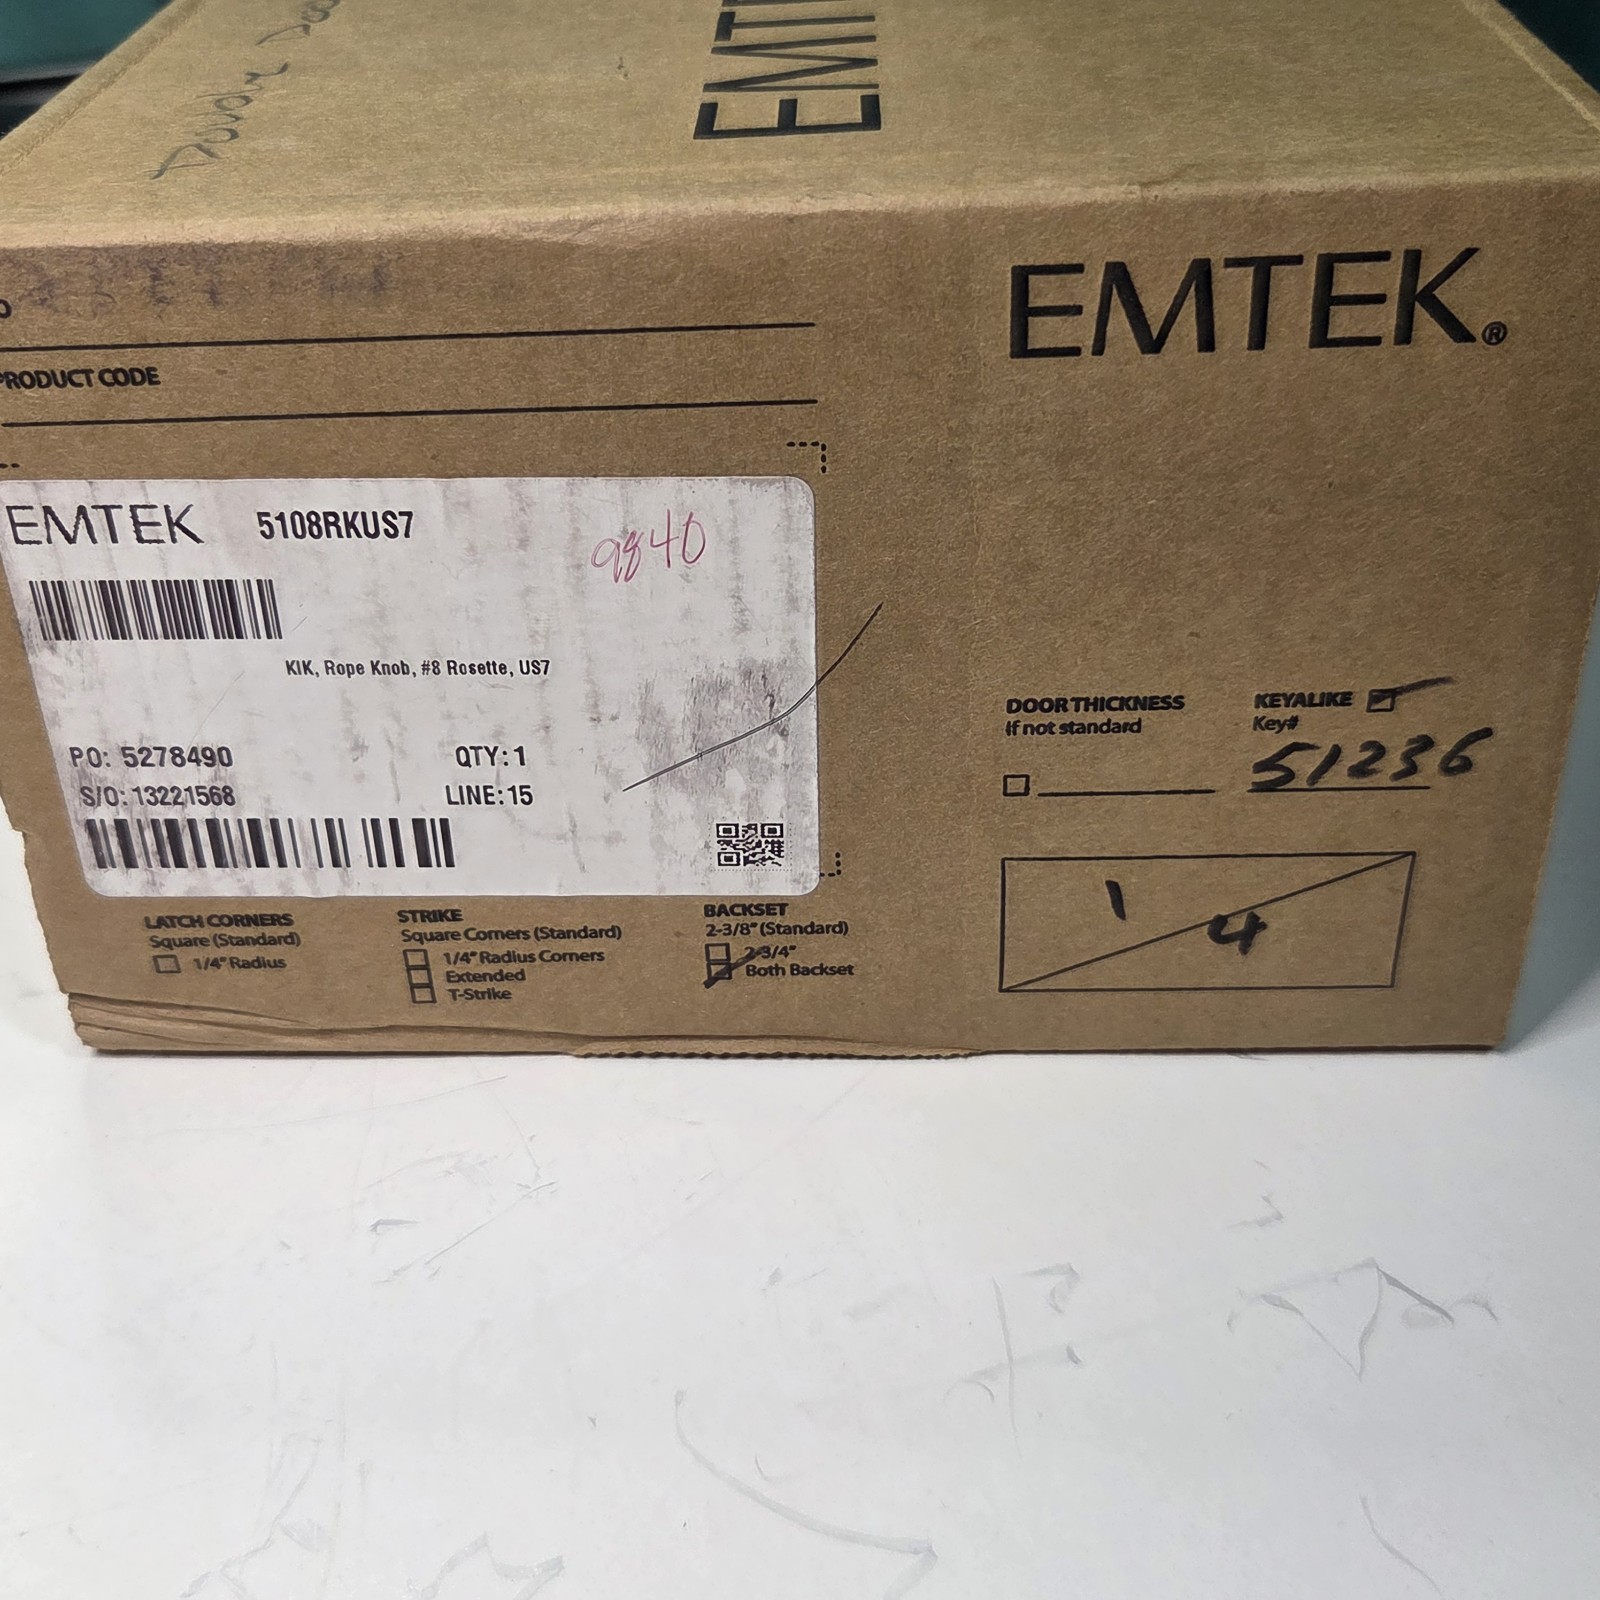 EMTEK
EMTEK®
PRODUCT CODE
EMTEK 5108RKUS7
9840
KIK, Rope Knob, #8 Rosette, US7
PO: 5278490 QTY: 1
S/O: 13221568 LINE: 15
DOOR THICKNESS
If not standard
KEYALIKE
Key#
51236
1
4
LATCH CORNERS
Square (Standard)
1/4" Radius
STRIKE
Square Corners (Standard)
1/4" Radius Corners
Extended
T-Strike
BACKSET
2-3/8" (Standard)
2-3/4"
Both Backset